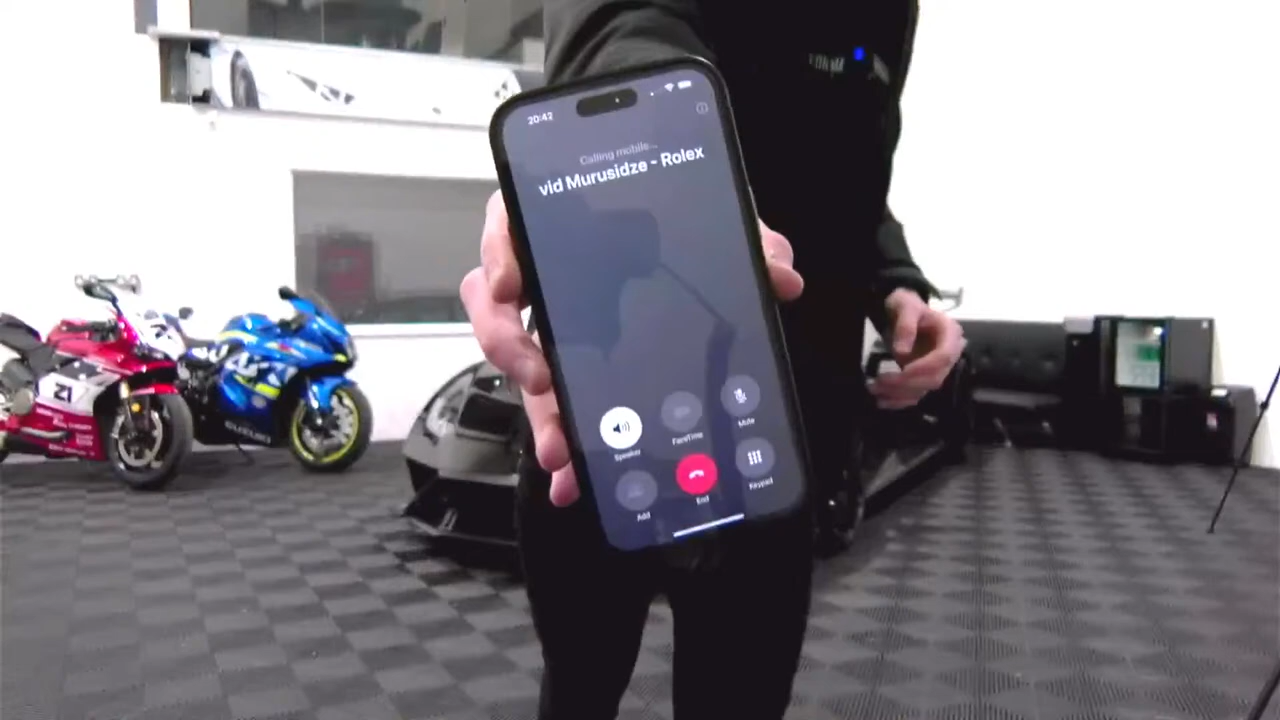 20:42
Calling mobile...
vid Murusidze - Rolex
Speaker
FaceTime
Mute
Add
End
Keypad
21
SUZUKI